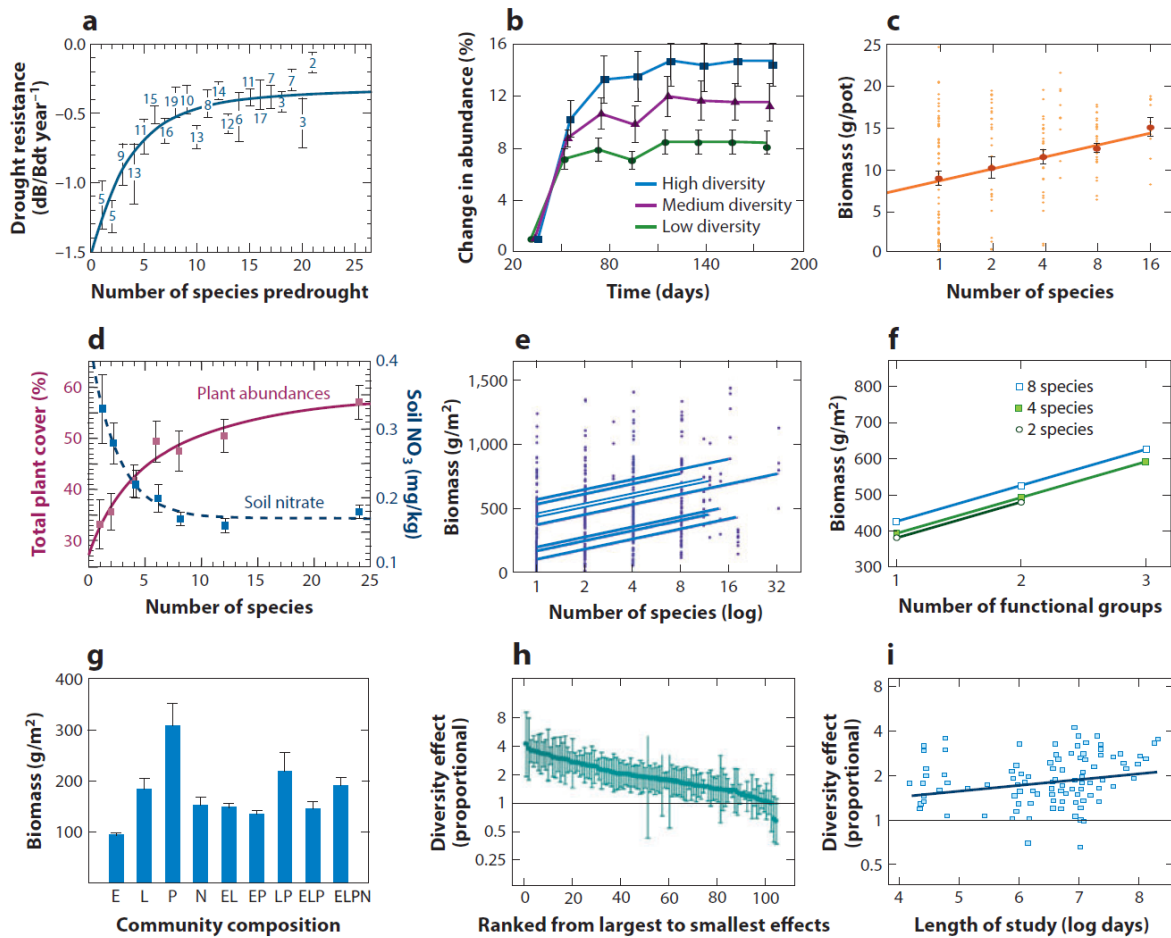 a
0.0
−0.5
−1.0
−1.5
Drought resistance
(dB/Bdt year−1)
5
5
9
13
11
15
16
19
10
13
8
14
12
6
11
17
7
3
7
3
2
0
5
10
15
20
25
Number of species predrought
b
16
12
8
4
0
Change in abundance (%)
High diversity
Medium diversity
Low diversity
20
80
140
200
Time (days)
c
25
20
15
10
5
0
Biomass (g/pot)
1
2
4
8
16
Number of species
d
60
50
40
30
Total plant cover (%)
Plant abundances
Soil nitrate
0.4
0.3
0.2
0.1
Soil NO3 (mg/kg)
0
5
10
15
20
25
Number of species
e
1,500
1,000
500
0
Biomass (g/m2)
1
2
4
8
16
32
Number of species (log)
f
800
700
600
500
400
300
Biomass (g/m2)
8 species
4 species
2 species
1
2
3
Number of functional groups
g
400
300
200
100
Biomass (g/m2)
E
L
P
N
EL
EP
LP
ELP
ELPN
Community composition
h
8
4
2
1
0.5
0.25
Diversity effect
(proportional)
0
20
40
60
80
100
Ranked from largest to smallest effects
i
8
4
2
1
0.5
Diversity effect
(proportional)
4
5
6
7
8
Length of study (log days)